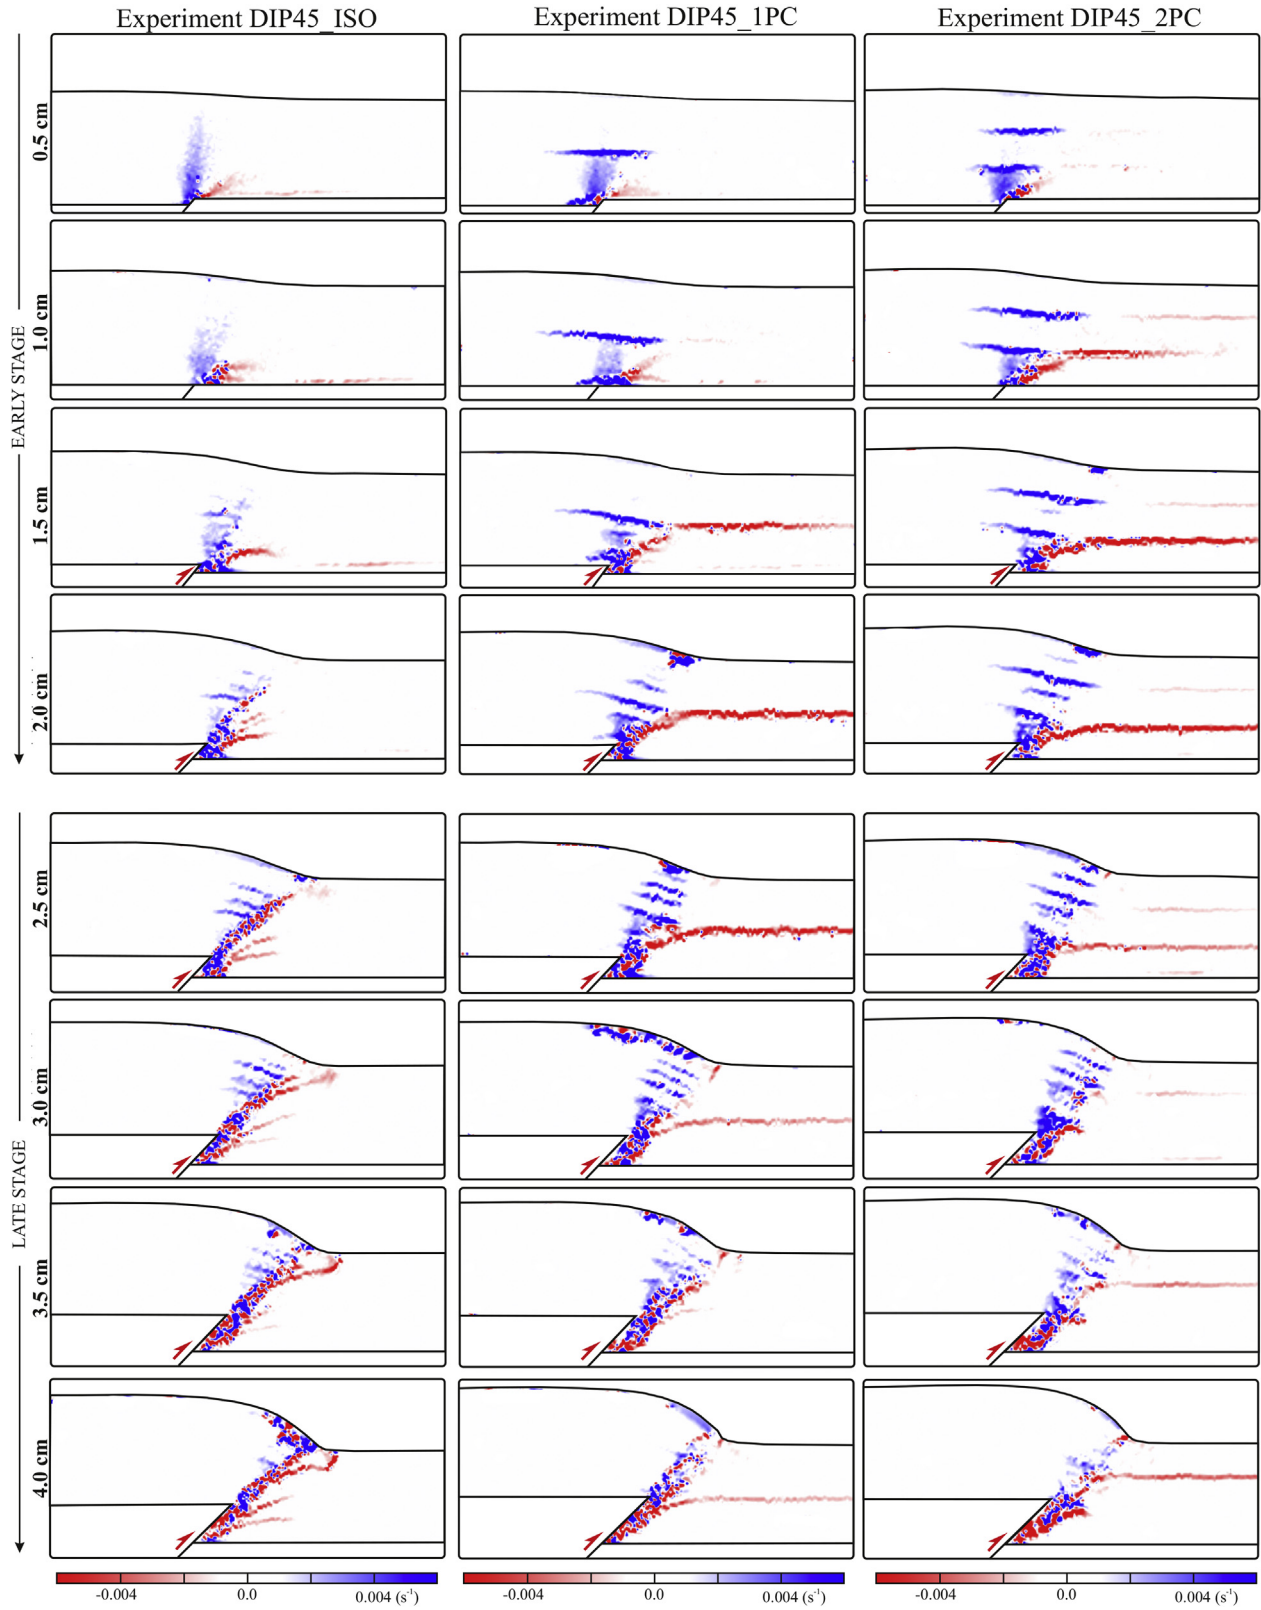 Experiment DIP45_ISO
Experiment DIP45_1PC
Experiment DIP45_2PC
EARLY STAGE
0.5 cm
1.0 cm
1.5 cm
2.0 cm
LATE STAGE
2.5 cm
3.0 cm
3.5 cm
4.0 cm
-0.004 0.0 0.004 (s⁻¹)
-0.004 0.0 0.004 (s⁻¹)
-0.004 0.0 0.004 (s⁻¹)